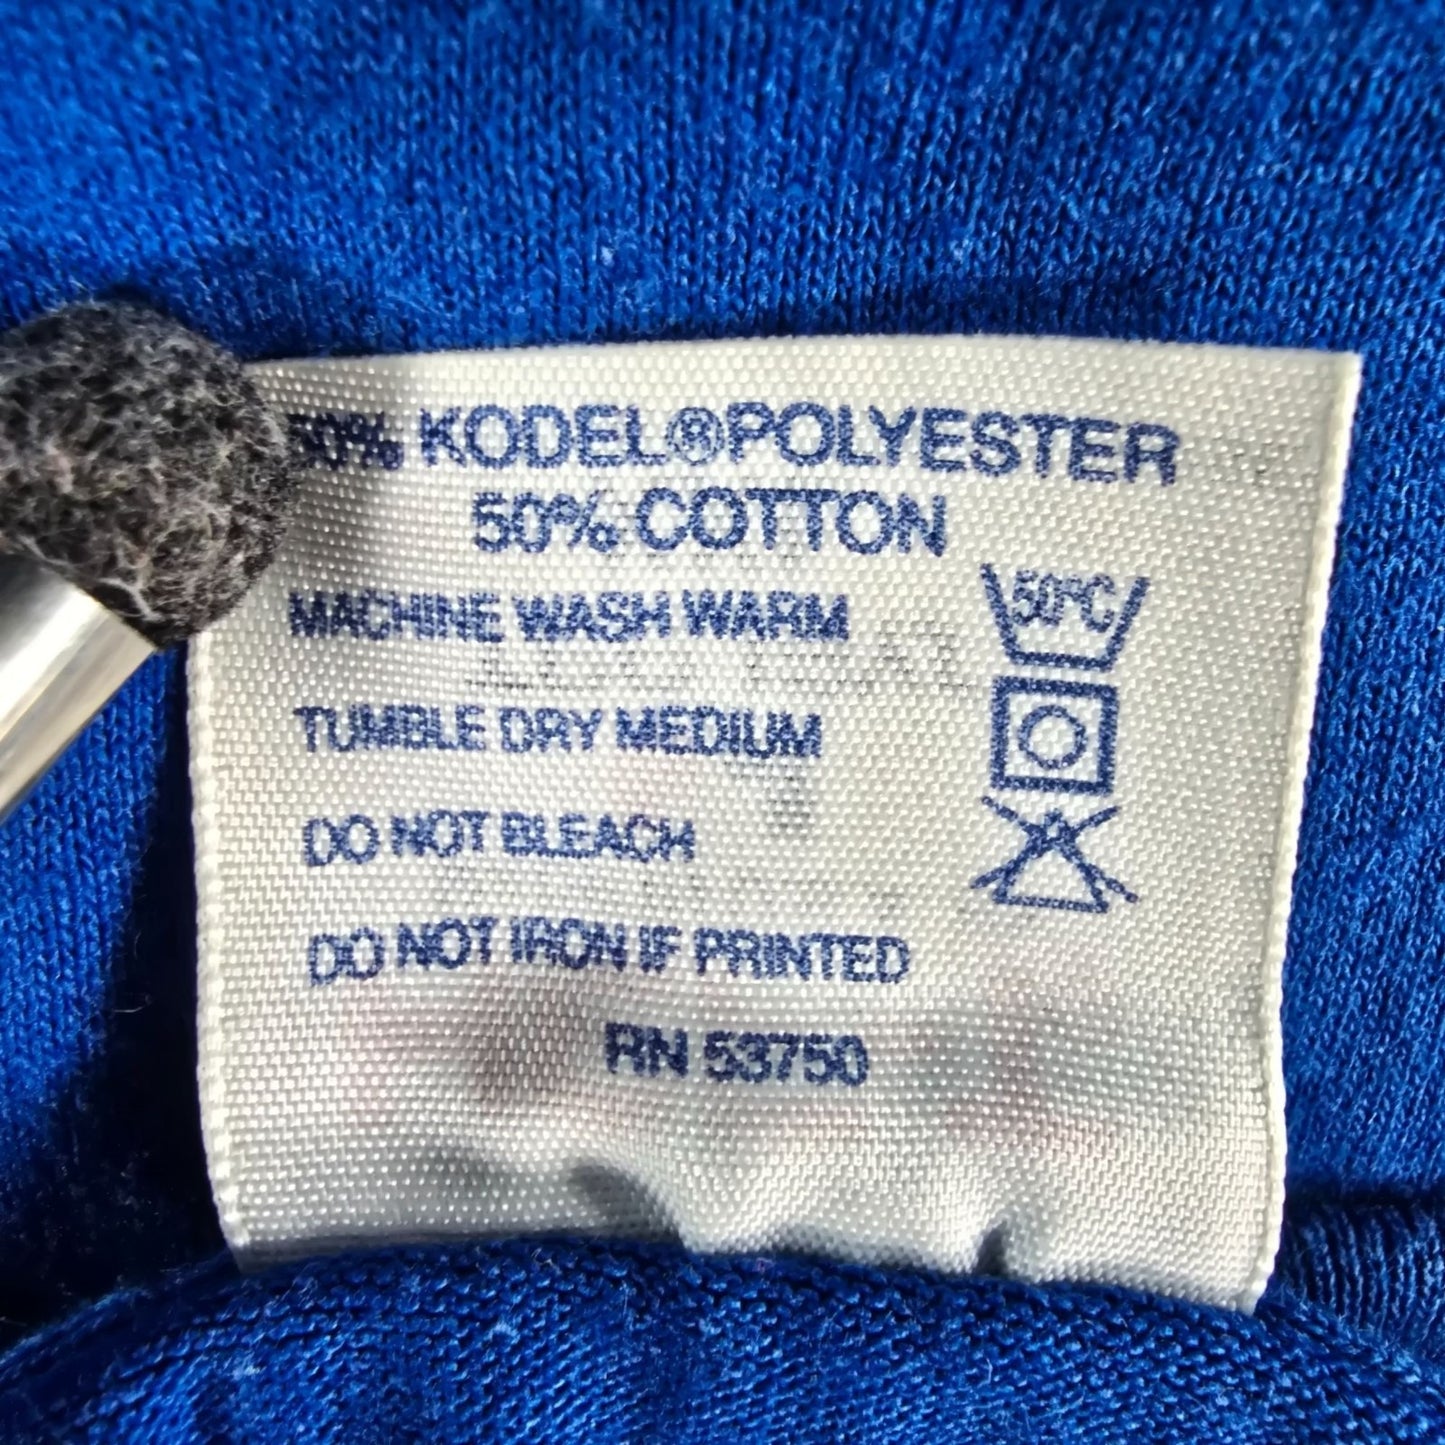 50% KODEL®POLYESTER
50% COTTON
MACHINE WASH WARM
50°C
TUMBLE DRY MEDIUM
DO NOT BLEACH
DO NOT IRON IF PRINTED
RN 53750